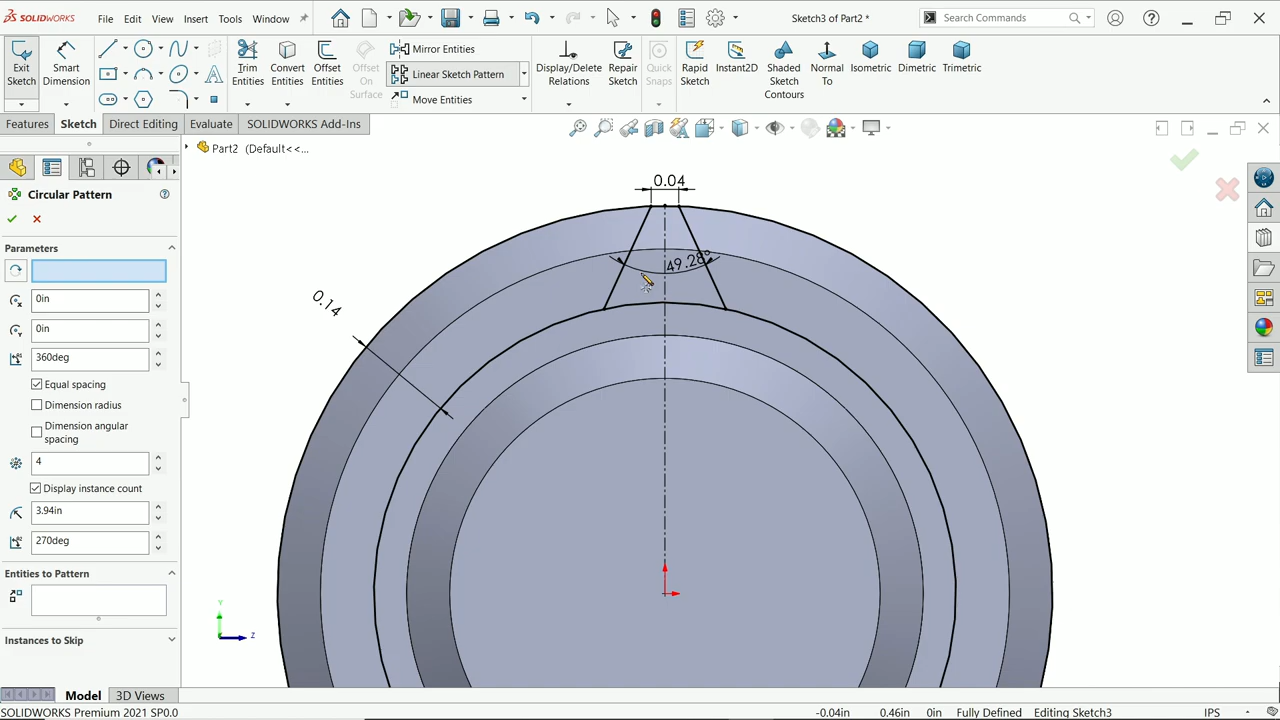 SOLIDWORKS File Edit View Insert Tools Window Sketch3 of Part2 * Search Commands
Exit Sketch
Smart Dimension
Trim Entities
Convert Entities
Offset Entities
Offset On Surface
Mirror Entities
Linear Sketch Pattern
Move Entities
Display/Delete Relations
Repair Sketch
Quick Snaps
Rapid Sketch
Instant2D
Shaded Sketch Contours
Normal To
Isometric
Dimetric
Trimetric
Features Sketch Direct Editing Evaluate SOLIDWORKS Add-Ins
Part2 (Default<<...
Circular Pattern
Parameters
0in
0in
360deg
Equal spacing
Dimension radius
Dimension angular
spacing
4
Display instance count
3.94in
270deg
Entities to Pattern
Instances to Skip
0.04
49.28°
0.14
Y
Z
Model 3D Views
SOLIDWORKS Premium 2021 SP0.0 -0.04in 0.46in 0in Fully Defined Editing Sketch3 IPS